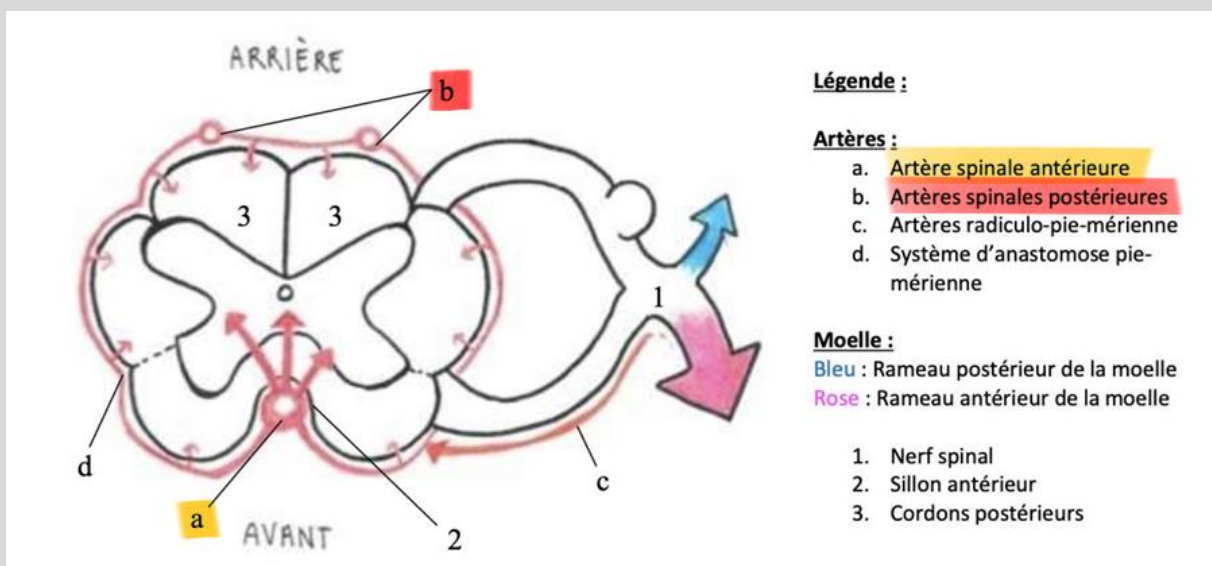 ARRIÈRE
b
3 3
1
d
c
a
AVANT
2
Légende :
Artères :
a. Artère spinale antérieure
b. Artères spinales postérieures
c. Artères radiculo-pie-mérienne
d. Système d'anastomose pie-
mérienne
Moelle :
Bleu : Rameau postérieur de la moelle
Rose : Rameau antérieur de la moelle
1. Nerf spinal
2. Sillon antérieur
3. Cordons postérieurs